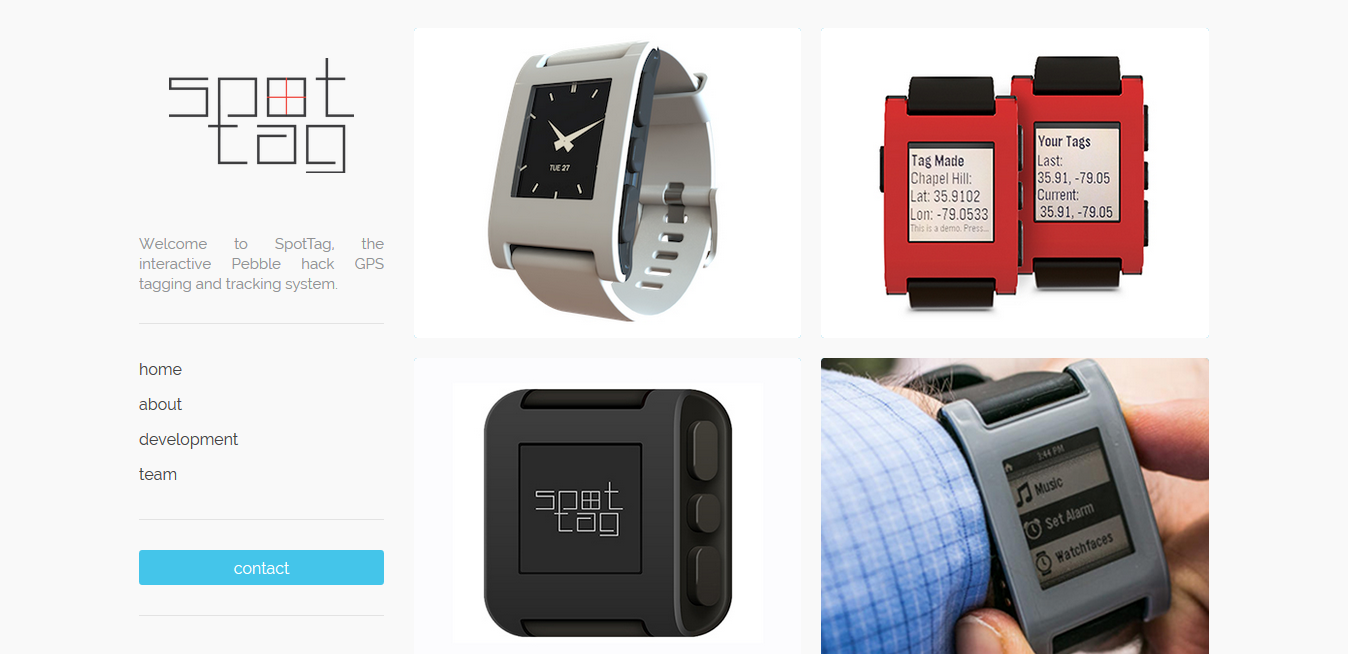 spot
tag
Welcome to SpotTag, the
interactive Pebble hack GPS
tagging and tracking system.
home
about
development
team
contact
TUE 27
Tag Made
Chapel Hill:
Lat: 35.9102
Lon: -79.0533
This is a demo. Press...
Your Tags
Last:
35.91, -79.05
Current:
35.91, -79.05
spot
tag
3:44 PM
Music
Set Alarm
Watchfaces